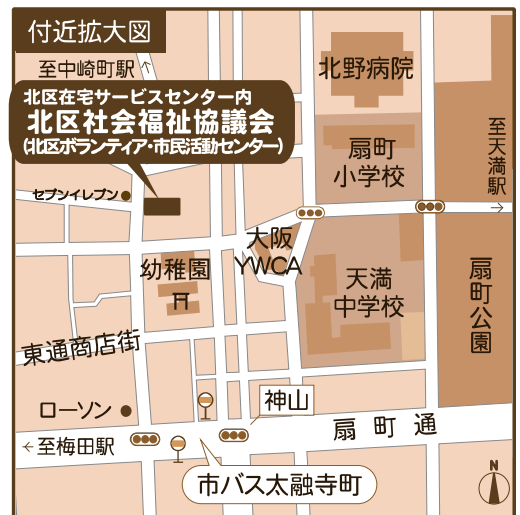 付近拡大図
至中崎町駅
北区在宅サービスセンター内
北区社会福祉協議会
(北区ボランティア・市民活動センター)
北野病院
扇町
小学校
至天満駅
セブンイレブン
大阪
YWCA
幼稚園
天満
中学校
扇町公園
東通商店街
ローソン
神山
扇町通
至梅田駅
市バス太融寺町
N